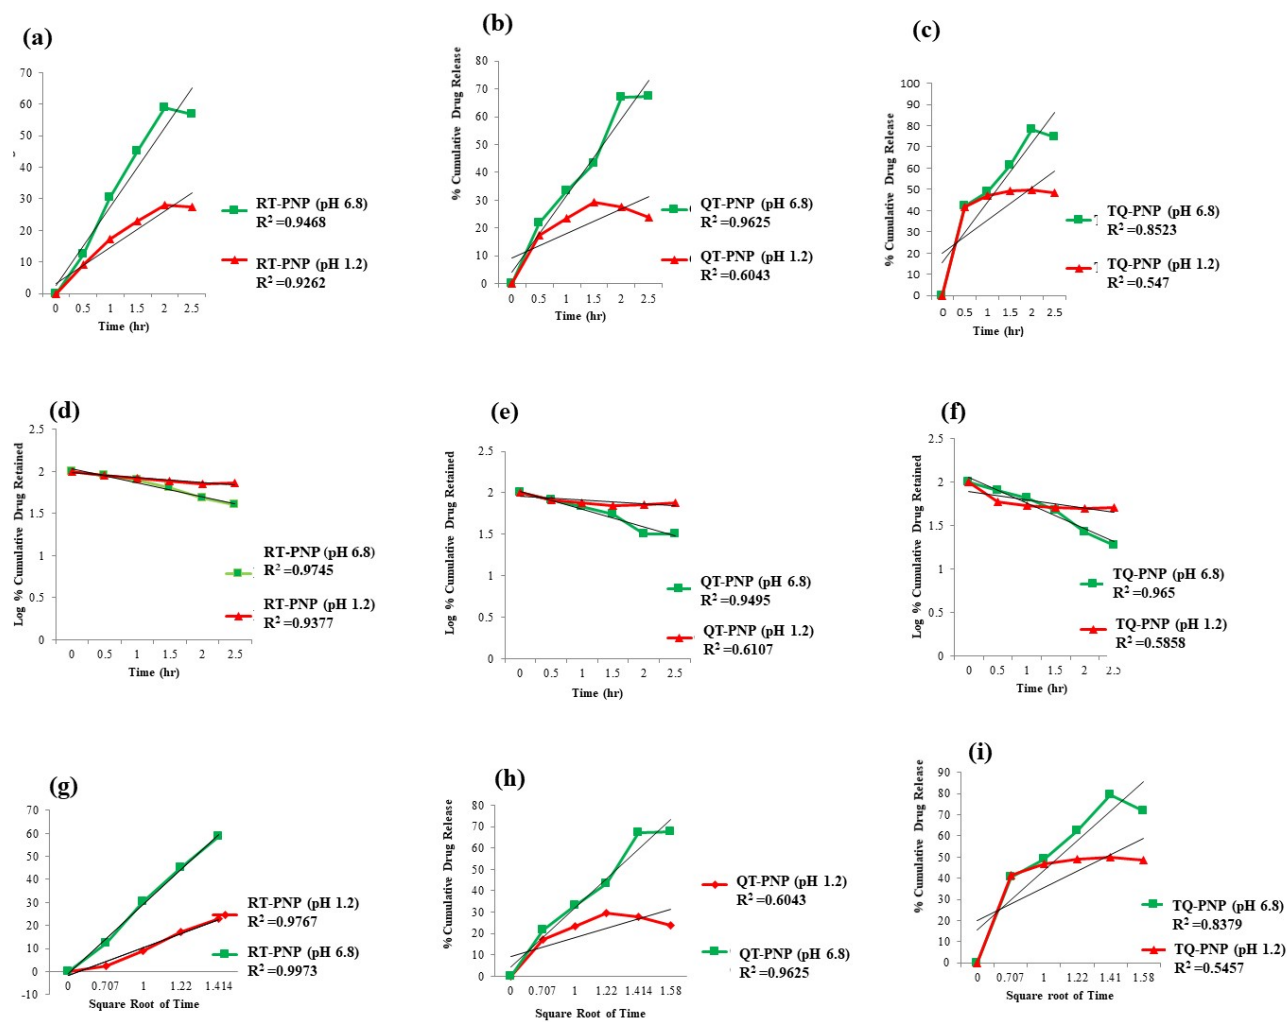 (a)
70
60
50
40
30
20
10
0
0 0.5 1 1.5 2 2.5
Time (hr)
RT-PNP (pH 6.8)
R²=0.9468
RT-PNP (pH 1.2)
R²=0.9262
(b)
% Cumulative Drug Release
80
70
60
50
40
30
20
10
0
0 0.5 1 1.5 2 2.5
Time (hr)
QT-PNP (pH 6.8)
R²=0.9625
QT-PNP (pH 1.2)
R²=0.6043
(c)
% Cumulative Drug Release
100
90
80
70
60
50
40
30
20
10
0
0 0.5 1 1.5 2 2.5
Time (hr)
TQ-PNP (pH 6.8)
R²=0.8523
TQ-PNP (pH 1.2)
R²=0.547
(d)
Log % Cumulative Drug Retained
2.5
2
1.5
1
0.5
0
0 0.5 1 1.5 2 2.5
Time (hr)
RT-PNP (pH 6.8)
R²=0.9745
RT-PNP (pH 1.2)
R²=0.9377
(e)
Log % Cumulative Drug Retained
2.5
2
1.5
1
0.5
0
0 0.5 1 1.5 2 2.5
Time (hr)
QT-PNP (pH 6.8)
R²=0.9495
QT-PNP (pH 1.2)
R²=0.6107
(f)
Log % Cumulative Drug Retained
2.5
2
1.5
1
0.5
0
0 0.5 1 1.5 2 2.5
Time (hr)
TQ-PNP (pH 6.8)
R²=0.965
TQ-PNP (pH 1.2)
R²=0.5858
(g)
70
60
50
40
30
20
10
0
-10
0 0.707 1 1.22 1.414
Square Root of Time
RT-PNP (pH 1.2)
R²=0.9767
RT-PNP (pH 6.8)
R²=0.9973
(h)
%Cumulative Drug Release
80
70
60
50
40
30
20
10
0
0 0.707 1 1.22 1.414 1.58
Square Root of Time
QT-PNP (pH 1.2)
R²=0.6043
QT-PNP (pH 6.8)
R²=0.9625
(i)
% Cumulative Drug Release
90
80
70
60
50
40
30
20
10
0
0 0.707 1 1.22 1.41 1.58
Square root of Time
TQ-PNP (pH 6.8)
R²=0.8379
TQ-PNP (pH 1.2)
R²=0.5457